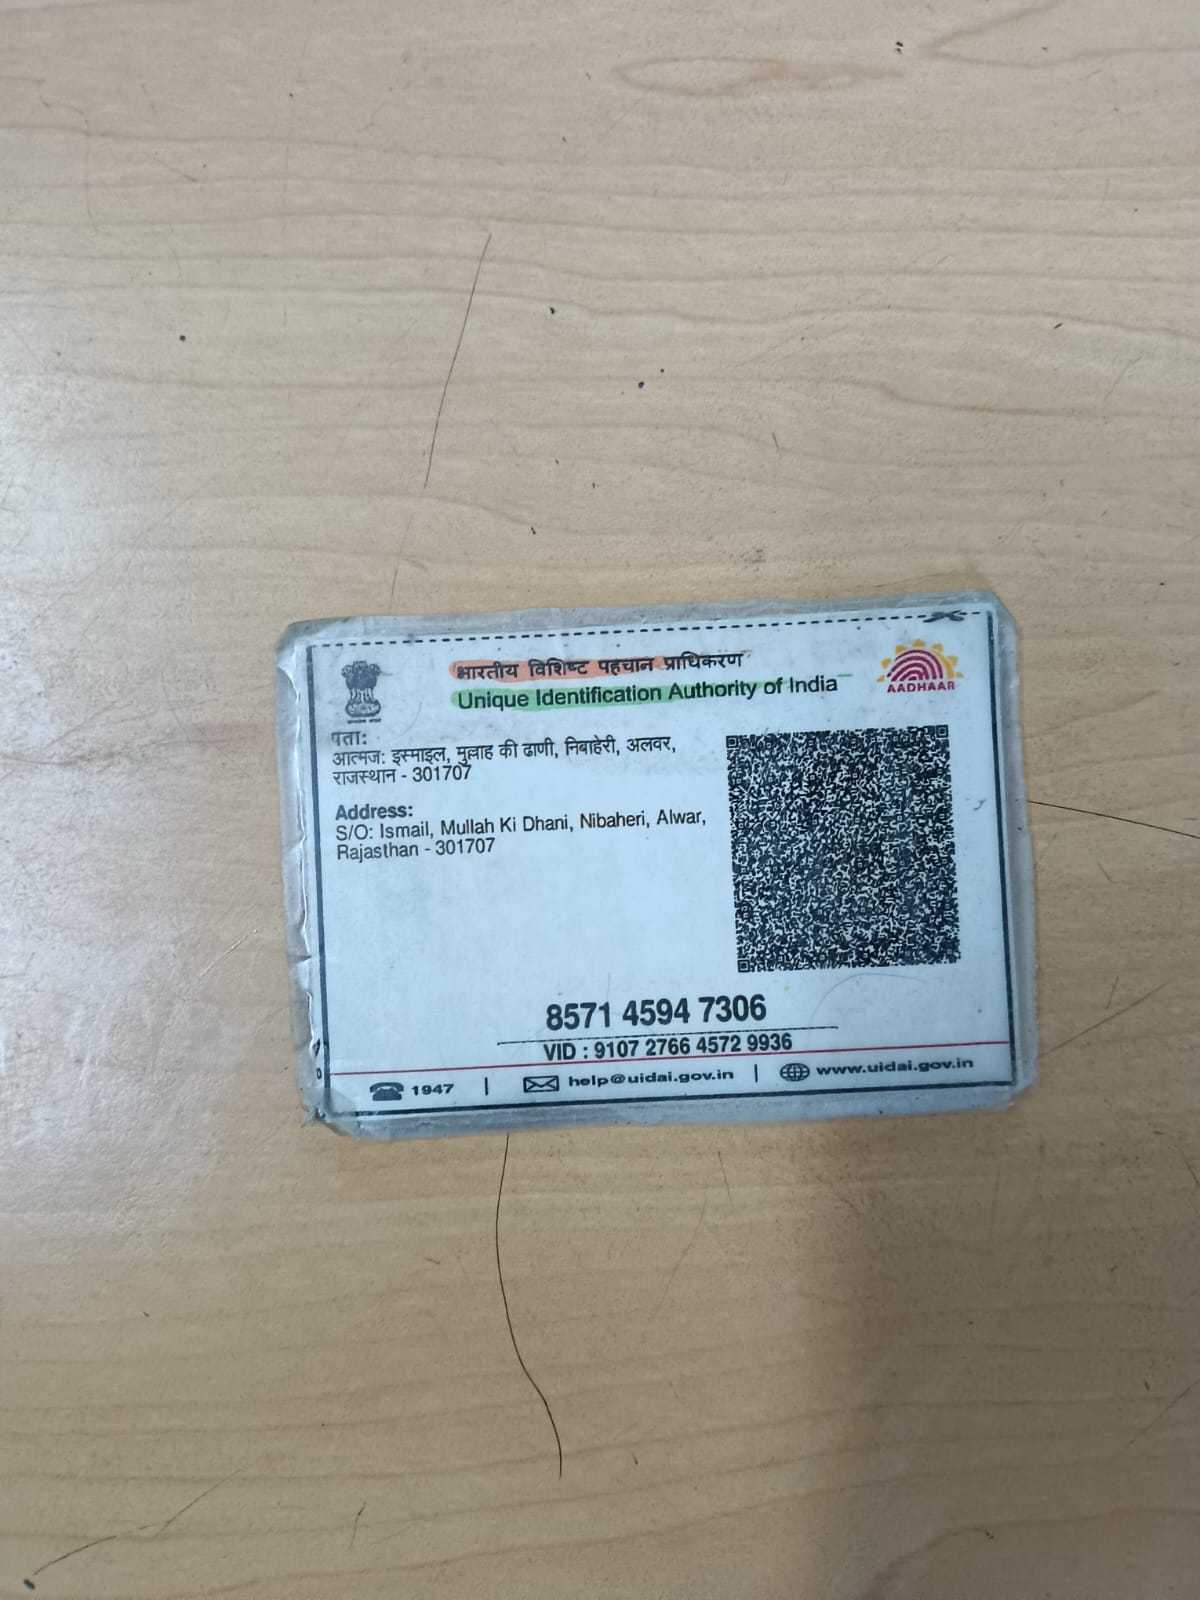 भारतीय विशिष्ट पहचान प्राधिकरण
Unique Identification Authority of India
AADHAAR
पता:
आत्मज: इस्माइल, मुल्लाह की ढाणी, निबाहेरी, अलवर,
राजस्थान - 301707
Address:
S/O: Ismail, Mullah Ki Dhani, Nibaheri, Alwar,
Rajasthan - 301707
8571 4594 7306
VID : 9107 2766 4572 9936
1947 | help@uidai.gov.in | www.uidai.gov.in